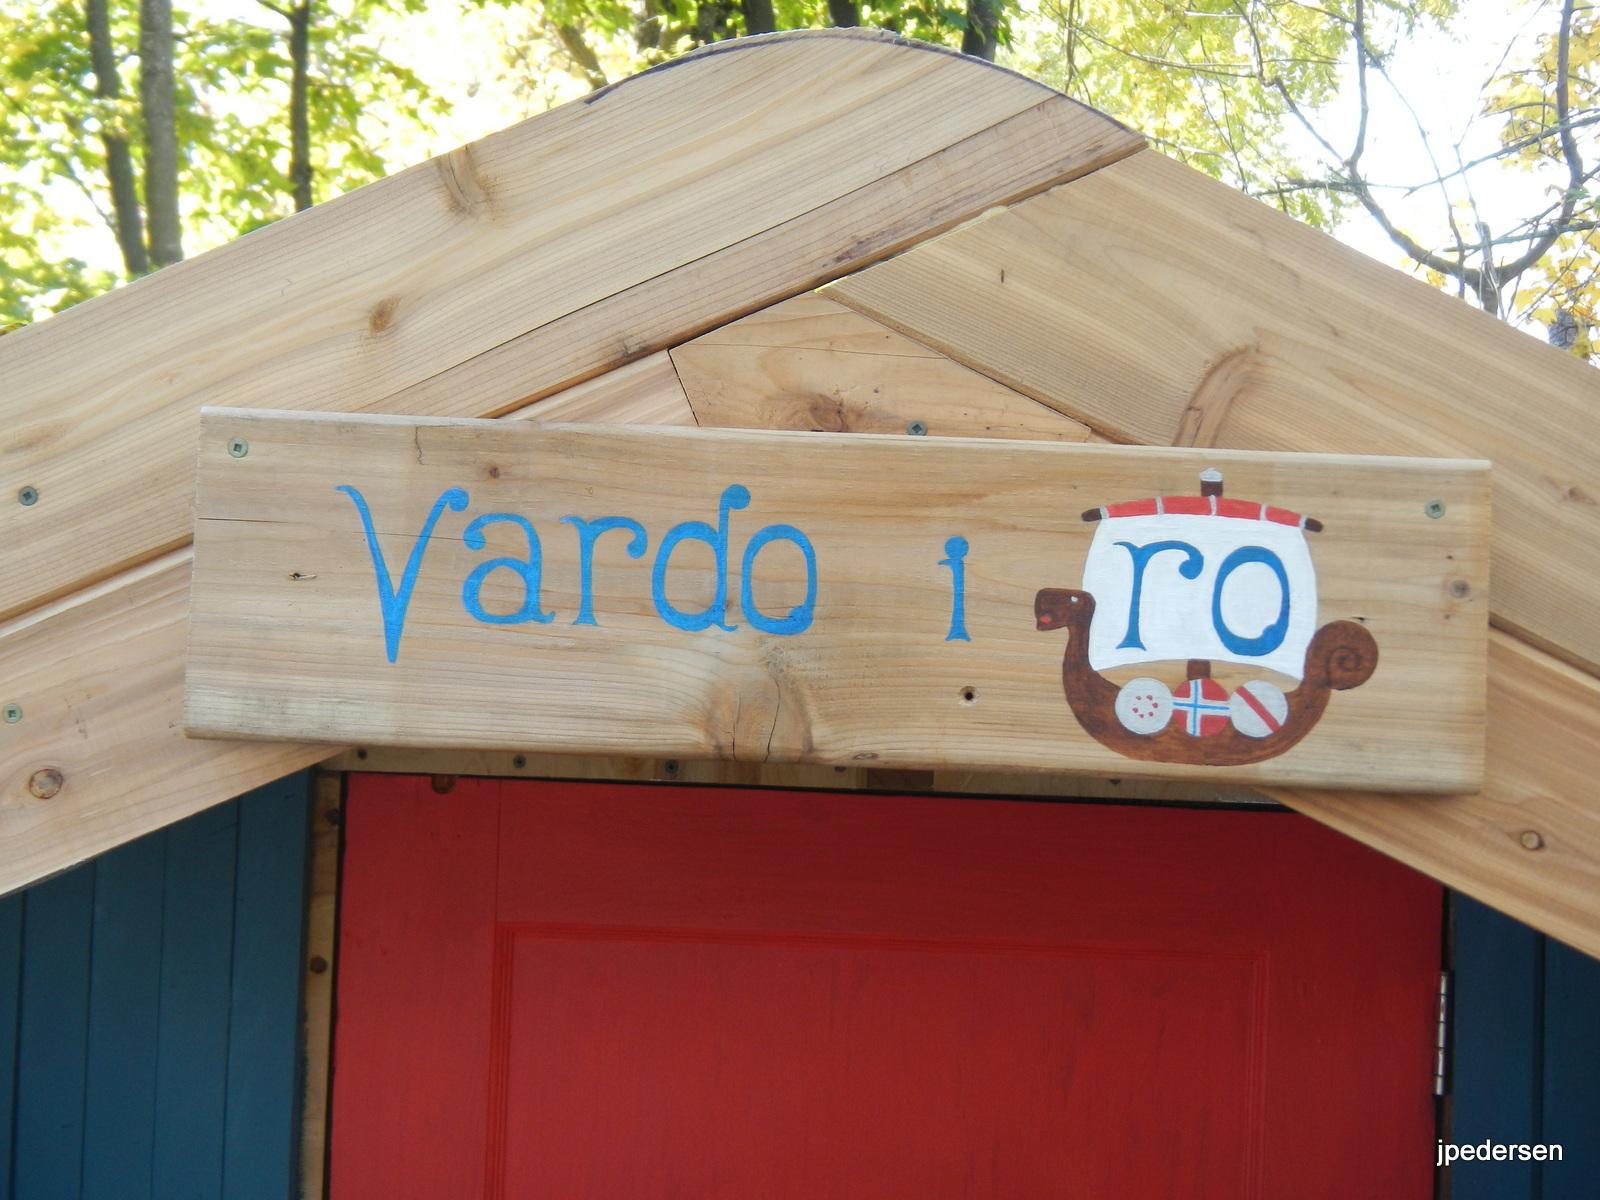 Vardo i ro
jpedersen